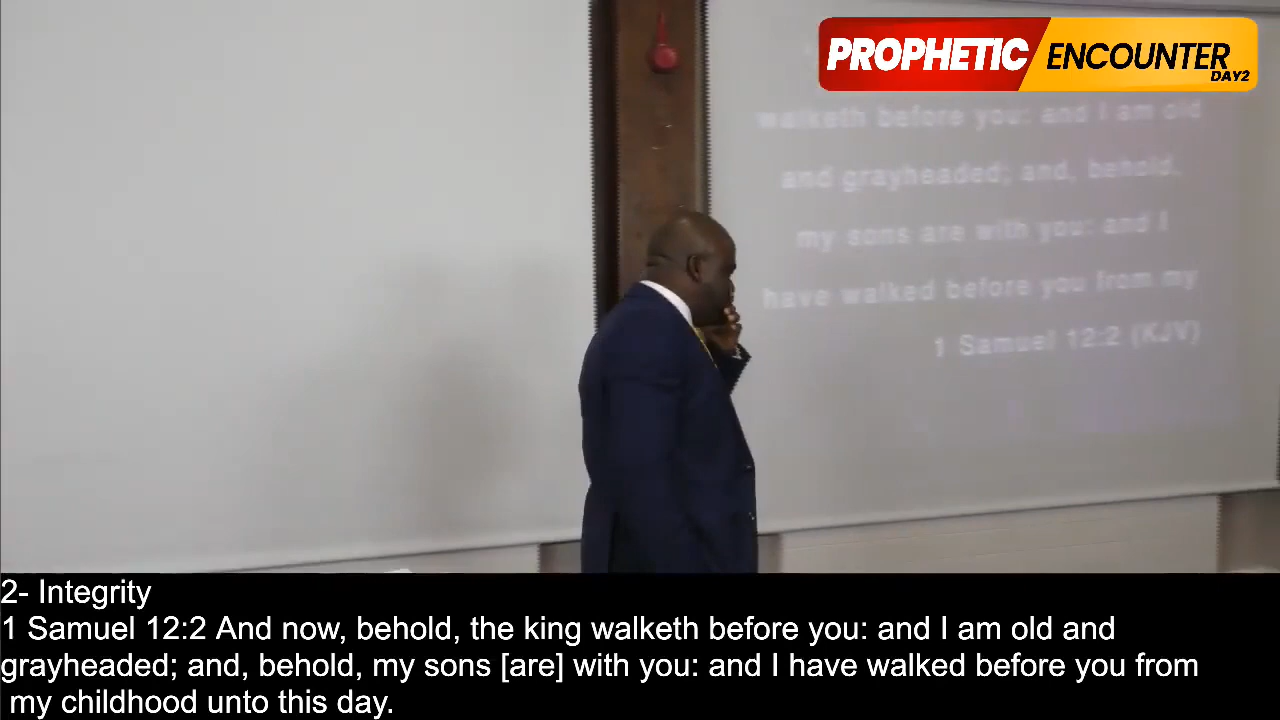 PROPHETIC ENCOUNTER
DAY2
walketh before you: and I am old
and grayheaded; and, behold,
my sons are with you: and I
have walked before you from my
1 Samuel 12:2 (KJV)
2- Integrity
1 Samuel 12:2 And now, behold, the king walketh before you: and I am old and
grayheaded; and, behold, my sons [are] with you: and I have walked before you from
my childhood unto this day.